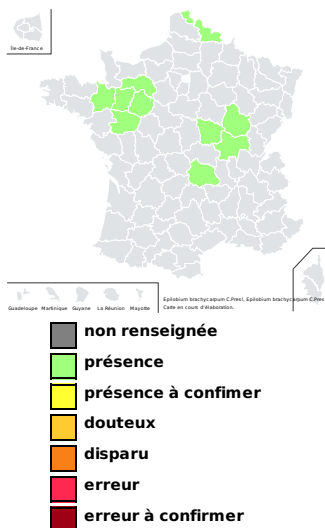 Île-de-France
Guadeloupe Martinique Guyane La Réunion Mayotte
Epilobium brachycarpum C.Presl, Epilobium brachycarpum C.Pres
Carte en cours d'élaboration.
non renseignée
présence
présence à confimer
douteux
disparu
erreur
erreur à confirmer